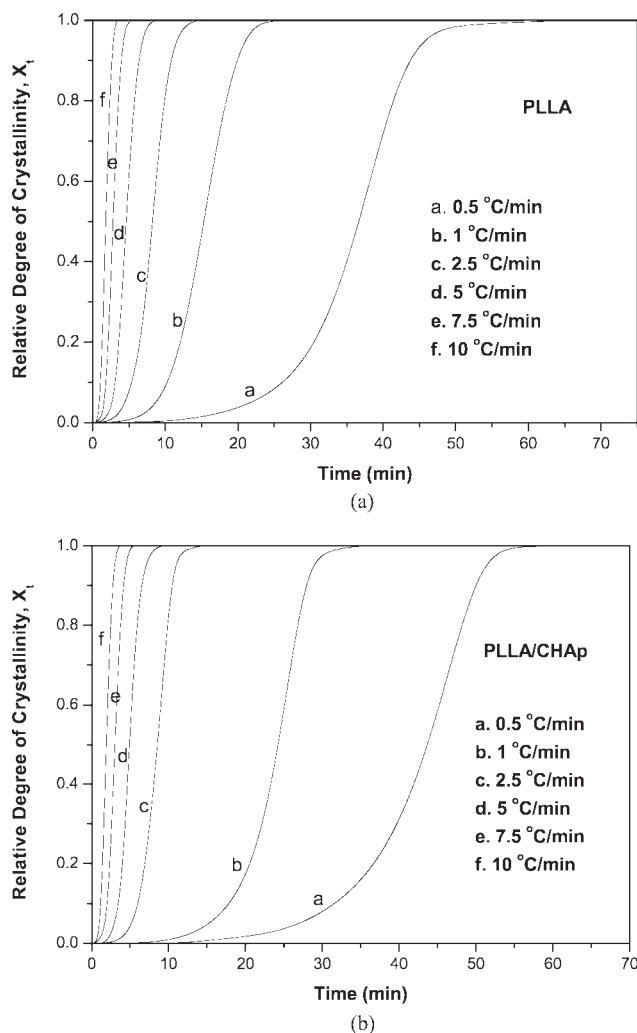 1.0
0.8
0.6
0.4
0.2
0.0
Relative Degree of Crystallinity, Xₜ
f
e
d
c
b
a
PLLA
a. 0.5 °C/min
b. 1 °C/min
c. 2.5 °C/min
d. 5 °C/min
e. 7.5 °C/min
f. 10 °C/min
0 10 20 30 40 50 60 70
Time (min)
(a)
1.0
0.8
0.6
0.4
0.2
0.0
Relative Degree of Crystallinity, Xₜ
f
e
d
c
b
a
PLLA/CHAp
a. 0.5 °C/min
b. 1 °C/min
c. 2.5 °C/min
d. 5 °C/min
e. 7.5 °C/min
f. 10 °C/min
0 10 20 30 40 50 60 70
Time (min)
(b)